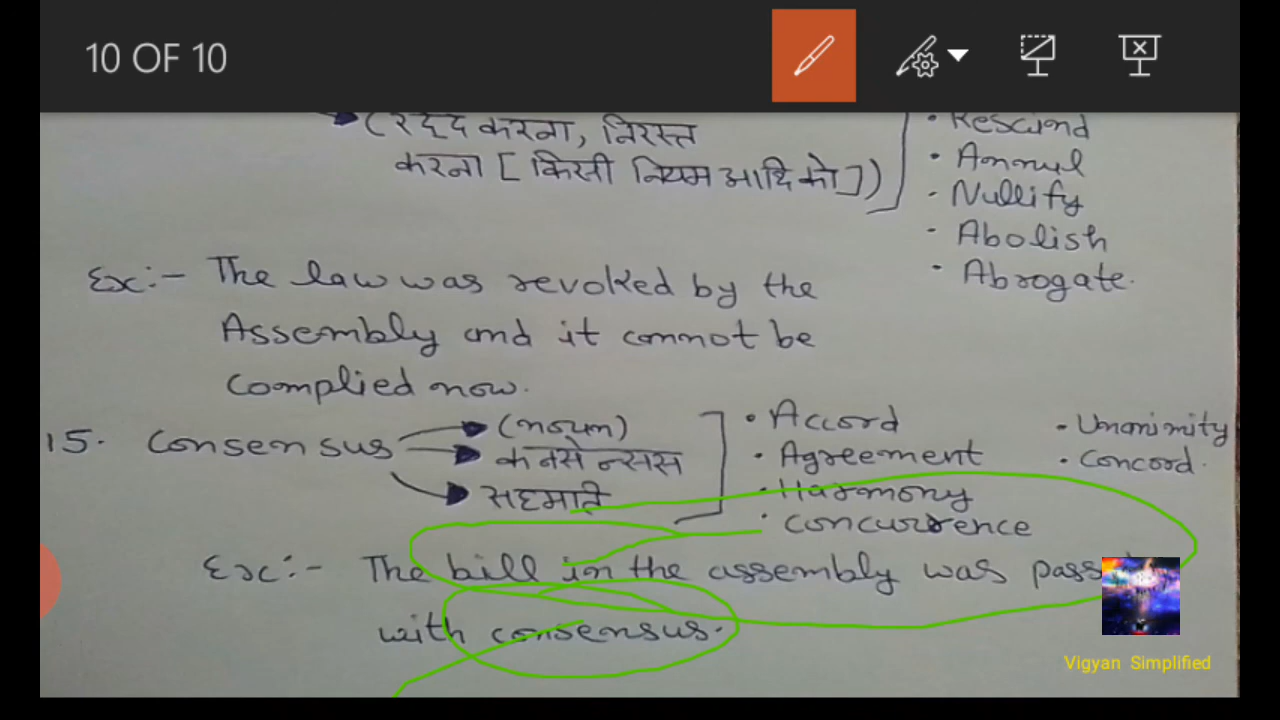 10 OF 10
(रद्द करना, निरस्त
करना [किसी नियम आदि को])
• Rescind
• Annul
• Nullify
• Abolish
• Abrogate.
Ex:- The law was revoked by the
Assembly and it cannot be
complied now.
15. Consensus
(noun)
कनसेन्सस
सहमति
• Accord
• Agreement
• Harmony
• Concurrence
• Unanimity
• Concord.
Ex:- The bill in the assembly was
with consensus.
Vigyan Simplified